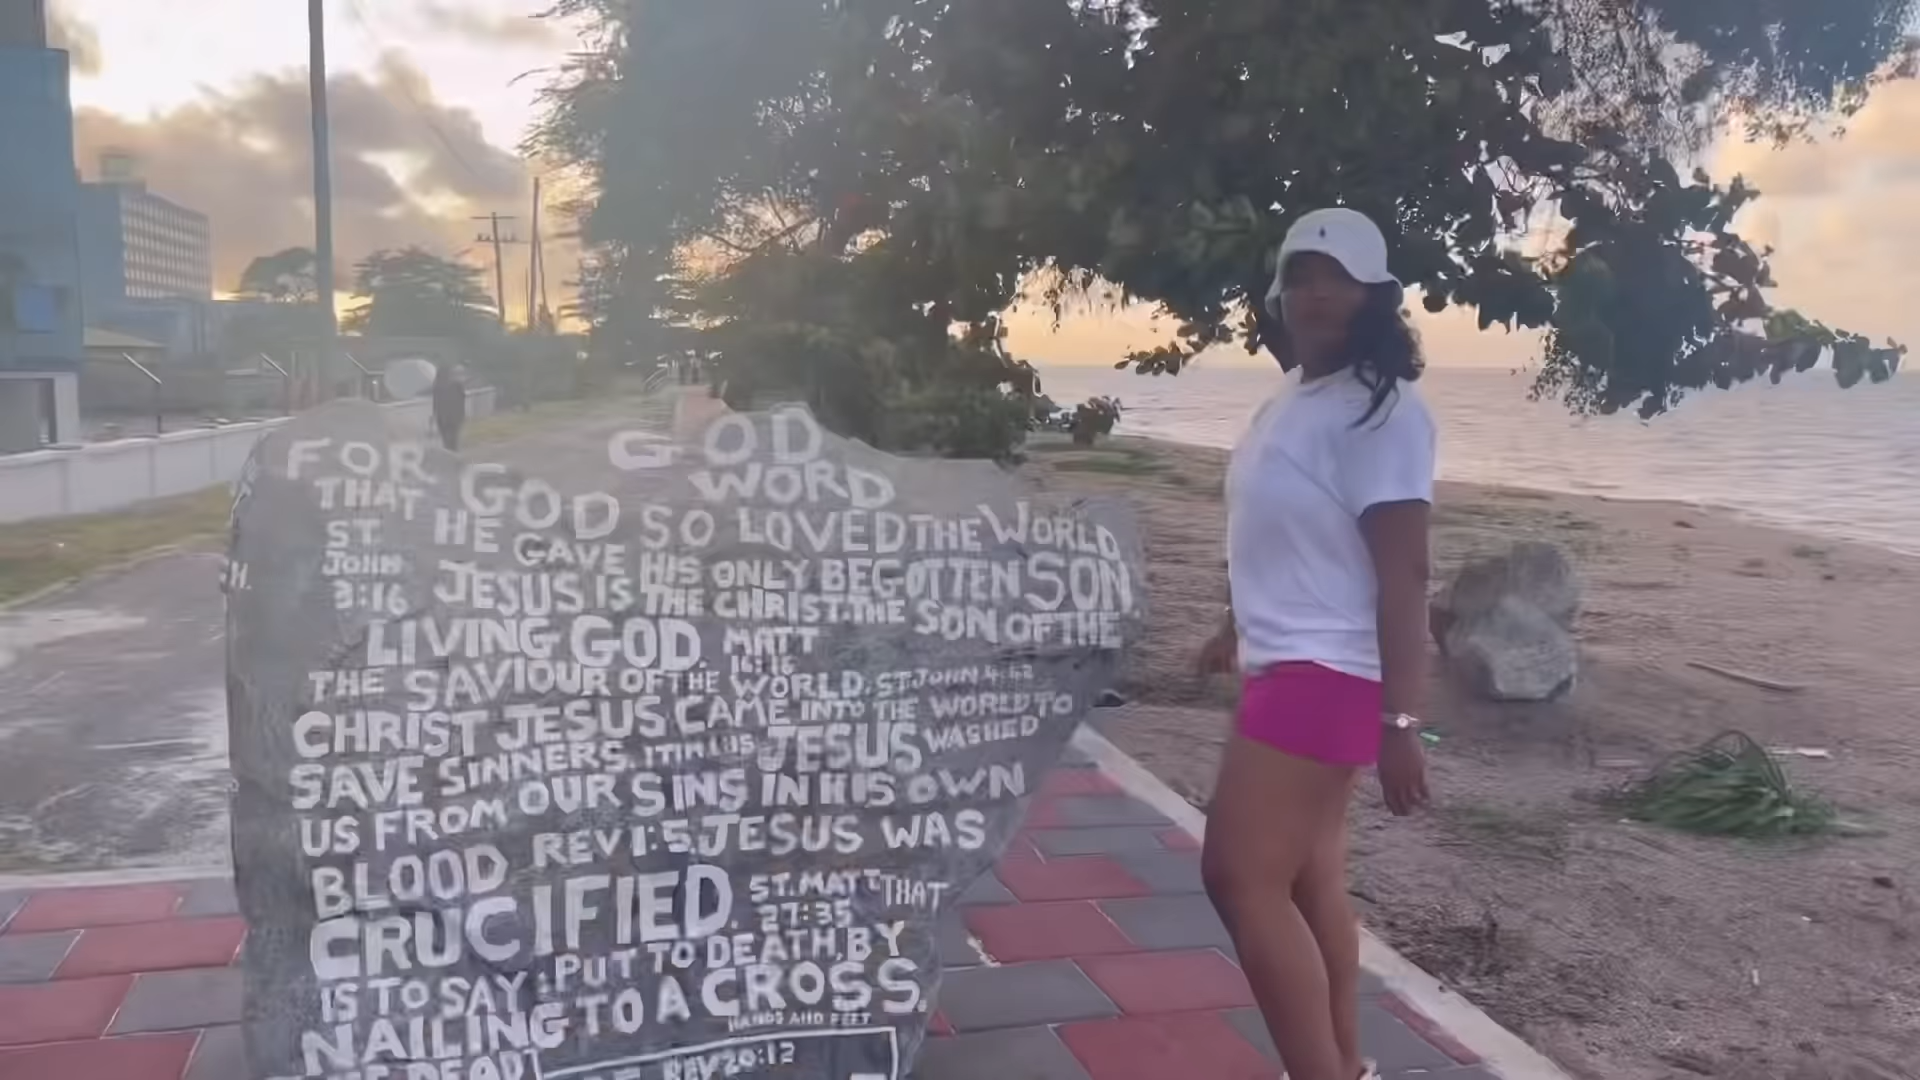 GOD
WORD
FOR GOD SO LOVED THE WORLD
THAT HE GAVE HIS ONLY BEGOTTEN SON
ST. John 3:16
JESUS IS THE CHRIST. THE SON OF THE
LIVING GOD. MATT 16:16
THE SAVIOUR OF THE WORLD. ST JOHN 4:42
CHRIST JESUS CAME INTO THE WORLD TO
SAVE SINNERS. JESUS WASHED
US FROM OUR SINS IN HIS OWN
BLOOD REV 1:5 JESUS WAS
CRUCIFIED. ST. MATT 27:35 THAT
IS TO SAY: PUT TO DEATH, BY
NAILING TO A CROSS.
HANDS AND FEET
DEAD
REV 20:12